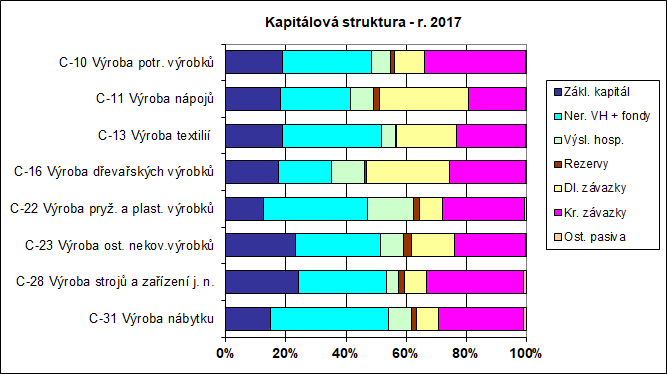 Kapitálová struktura - r. 2017
C-10 Výroba potr. výrobků
C-11 Výroba nápojů
C-13 Výroba textilií
C-16 Výroba dřevařských výrobků
C-22 Výroba pryž. a plast. výrobků
C-23 Výroba ost. nekov.výrobků
C-28 Výroba strojů a zařízení j. n.
C-31 Výroba nábytku
0% 20% 40% 60% 80% 100%
Zákl. kapitál
Ner. VH + fondy
Výsl. hosp.
Rezervy
Dl. závazky
Kr. závazky
Ost. pasiva